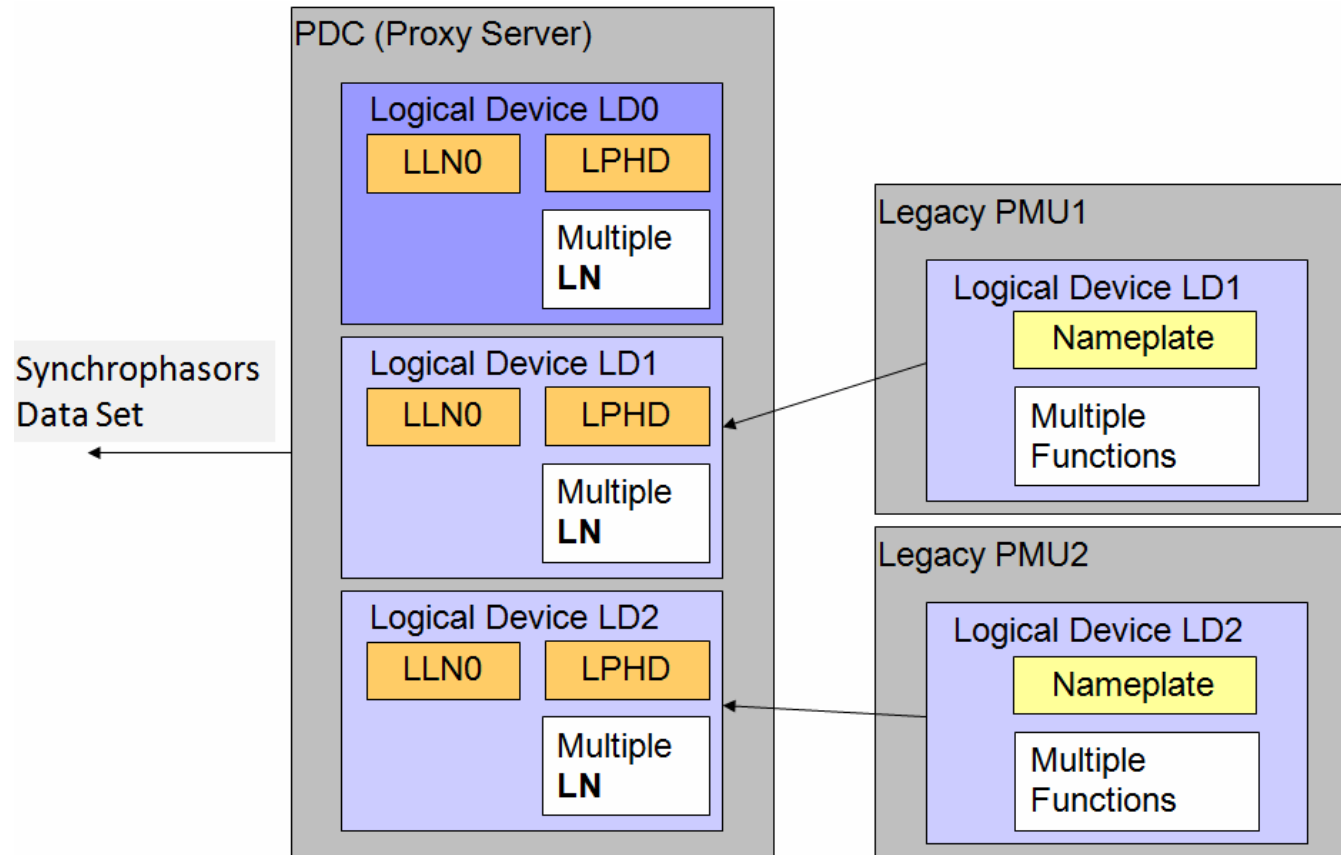 PDC (Proxy Server)
Logical Device LD0
LLN0
LPHD
Multiple
LN
Logical Device LD1
LLN0
LPHD
Multiple
LN
Logical Device LD2
LLN0
LPHD
Multiple
LN
Synchrophasors
Data Set
Legacy PMU1
Logical Device LD1
Nameplate
Multiple
Functions
Legacy PMU2
Logical Device LD2
Nameplate
Multiple
Functions